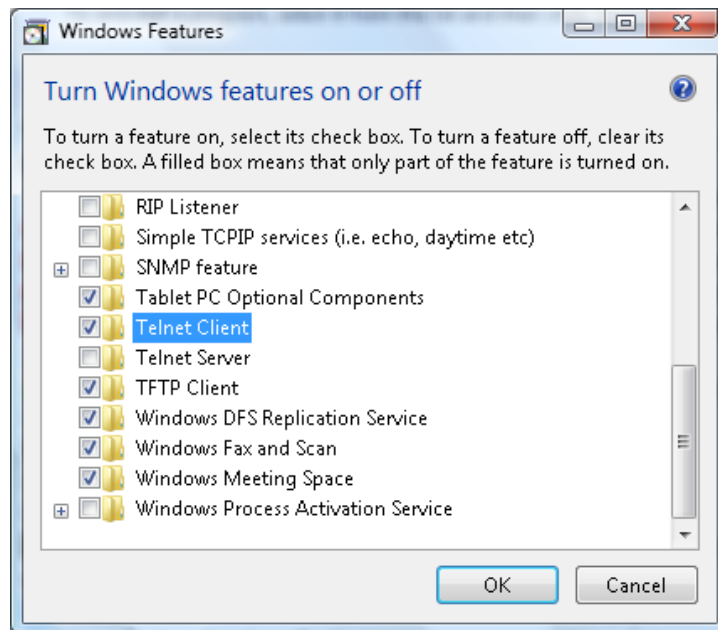 Windows Features
Turn Windows features on or off
To turn a feature on, select its check box. To turn a feature off, clear its
check box. A filled box means that only part of the feature is turned on.
RIP Listener
Simple TCPIP services (i.e. echo, daytime etc)
SNMP feature
Tablet PC Optional Components
Telnet Client
Telnet Server
TFTP Client
Windows DFS Replication Service
Windows Fax and Scan
Windows Meeting Space
Windows Process Activation Service
OK Cancel